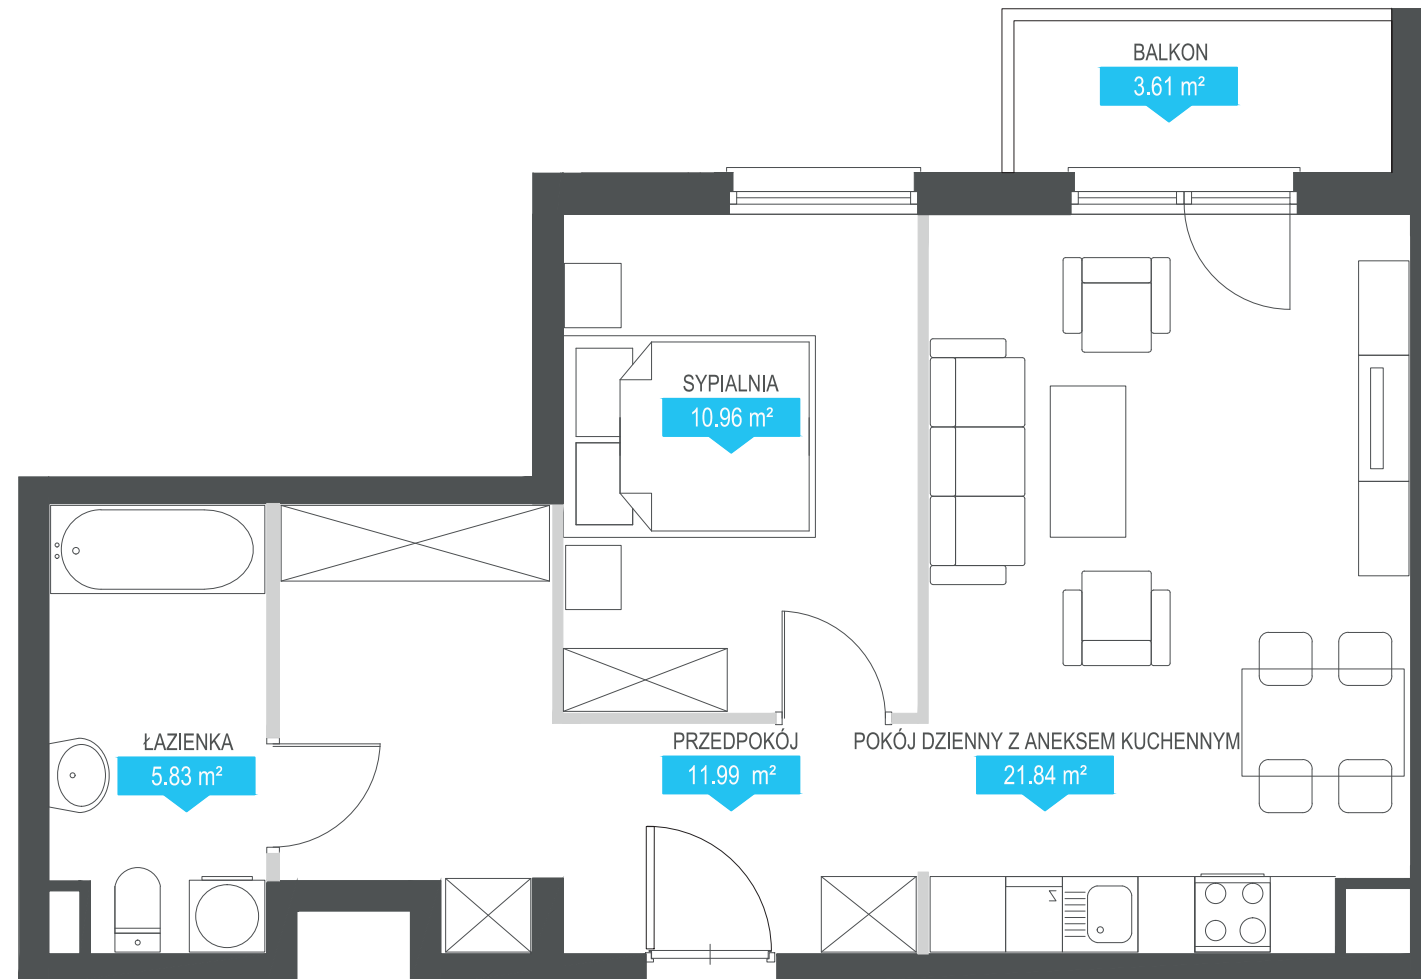 BALKON
3.61 m²
SYPIALNIA
10.96 m²
ŁAZIENKA
5.83 m²
PRZEDPOKÓJ
11.99 m²
POKÓJ DZIENNY Z ANEKSEM KUCHENNYM
21.84 m²